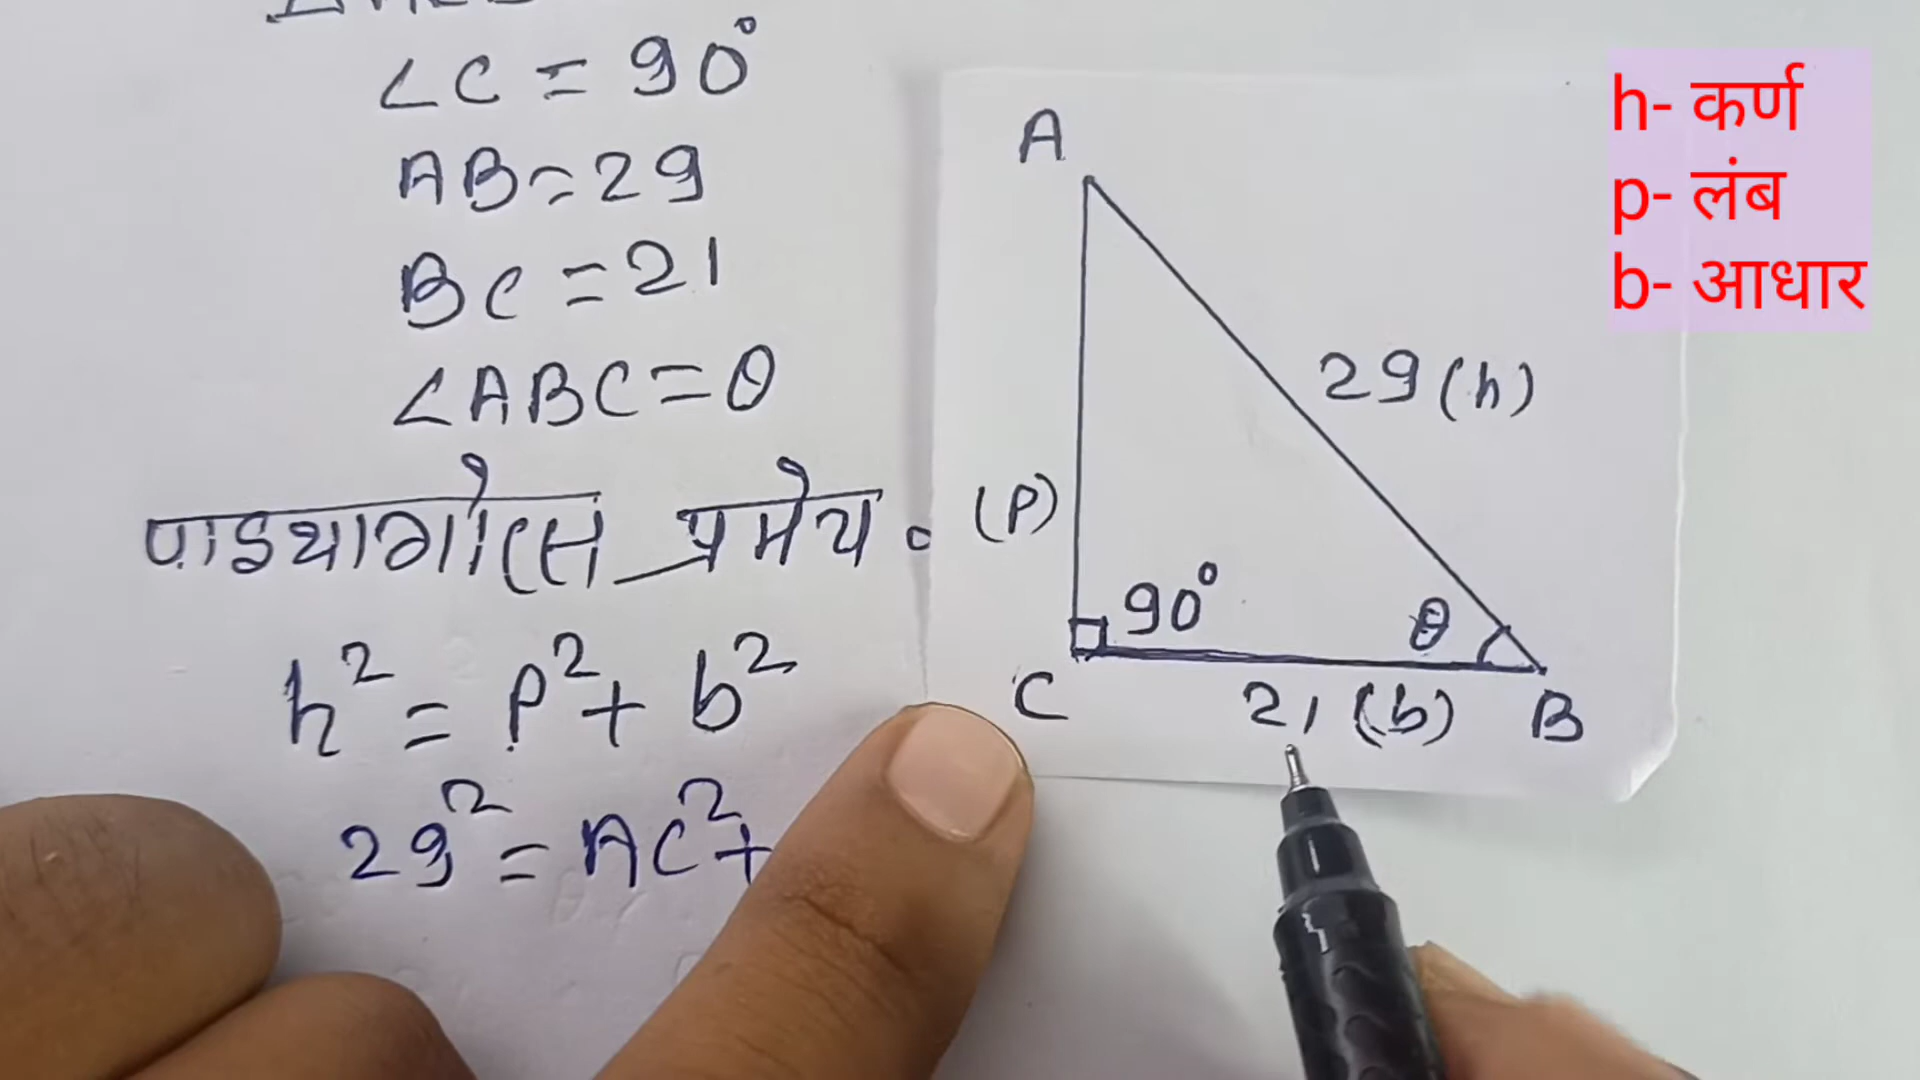 ∠C = 90°
AB = 29
BC = 21
∠ABC = θ
पाइथागोरस प्रमेय.
h² = p² + b²
29² = AC² +
A
29 (h)
(P)
90°
θ
C
21 (b)
B
h- कर्ण
p- लंब
b- आधार